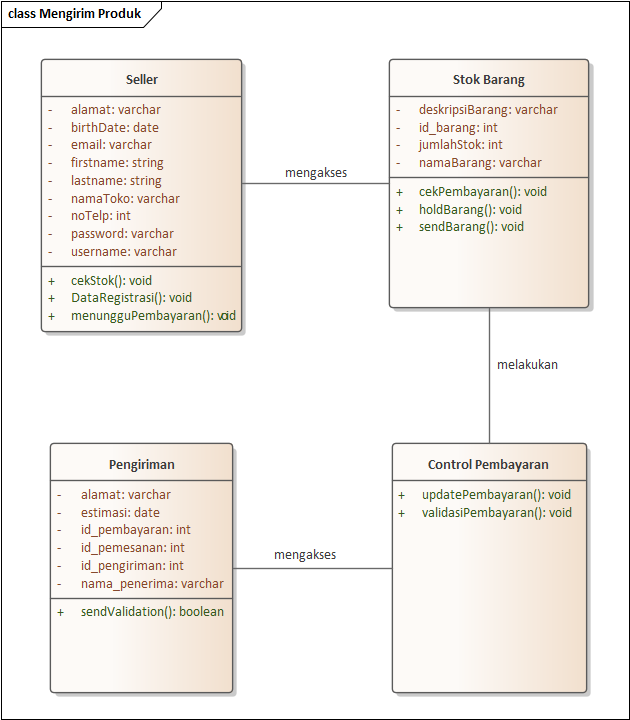 class Mengirim Produk
Seller
- alamat: varchar
- birthDate: date
- email: varchar
- firstname: string
- lastname: string
- namaToko: varchar
- noTelp: int
- password: varchar
- username: varchar
+ cekStok(): void
+ DataRegistrasi(): void
+ menungguPembayaran(): void
mengakses
Stok Barang
- deskripsiBarang: varchar
- id_barang: int
- jumlahStok: int
- namaBarang: varchar
+ cekPembayaran(): void
+ holdBarang(): void
+ sendBarang(): void
melakukan
Pengiriman
- alamat: varchar
- estimasi: date
- id_pembayaran: int
- id_pemesanan: int
- id_pengiriman: int
- nama_penerima: varchar
+ sendValidation(): boolean
mengakses
Control Pembayaran
+ updatePembayaran(): void
+ validasiPembayaran(): void